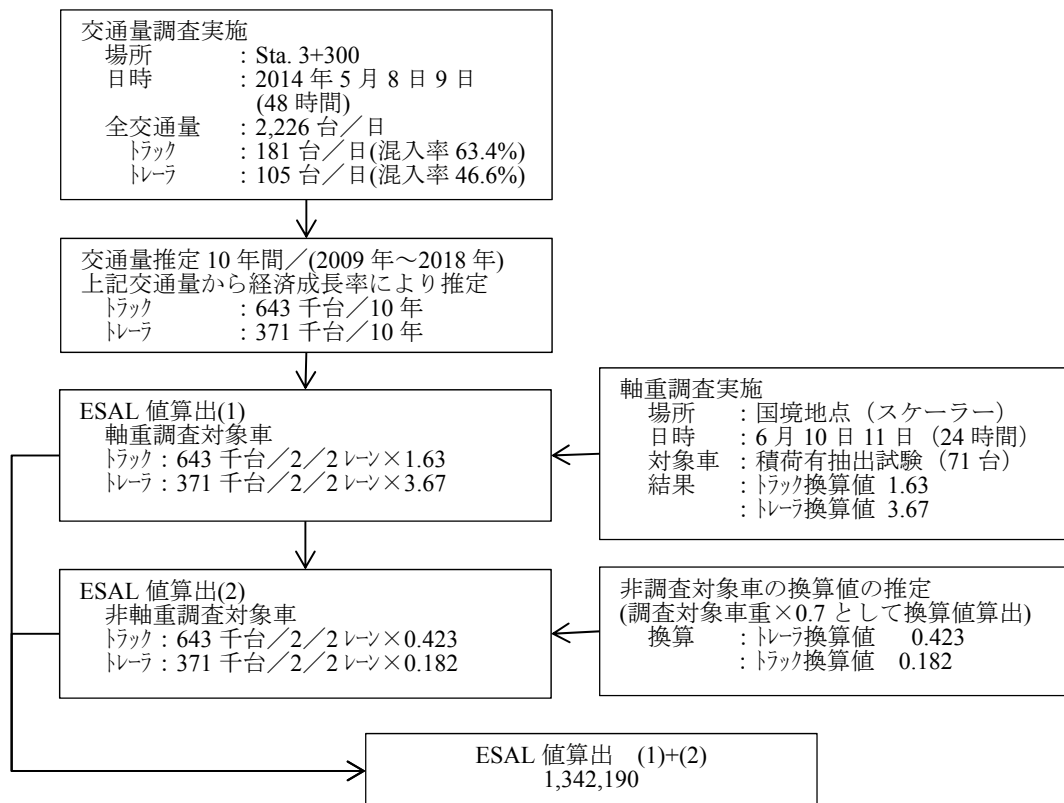 交通量調査実施
場所 : Sta. 3+300
日時 : 2014 年 5 月 8 日 9 日
(48 時間)
全交通量 : 2,226 台／日
ﾄﾗｯｸ : 181 台／日(混入率 63.4%)
ﾄﾚｰﾗ : 105 台／日(混入率 46.6%)
交通量推定 10 年間／(2009 年～2018 年)
上記交通量から経済成長率により推定
ﾄﾗｯｸ : 643 千台／10 年
ﾄﾚｰﾗ : 371 千台／10 年
ESAL 値算出(1)
軸重調査対象車
ﾄﾗｯｸ : 643 千台／2／2 ﾚｰﾝ×1.63
ﾄﾚｰﾗ : 371 千台／2／2 ﾚｰﾝ×3.67
軸重調査実施
場所 : 国境地点（スケーラー）
日時 : 6 月 10 日 11 日（24 時間）
対象車 : 積荷有抽出試験（71 台）
結果 : ﾄﾗｯｸ換算値 1.63
: ﾄﾚｰﾗ換算値 3.67
ESAL 値算出(2)
非軸重調査対象車
ﾄﾗｯｸ : 643 千台／2／2 ﾚｰﾝ×0.423
ﾄﾚｰﾗ : 371 千台／2／2 ﾚｰﾝ×0.182
非調査対象車の換算値の推定
(調査対象車重×0.7 として換算値算出)
換算 : ﾄﾚｰﾗ換算値 0.423
: ﾄﾗｯｸ換算値 0.182
ESAL 値算出 (1)+(2)
1,342,190